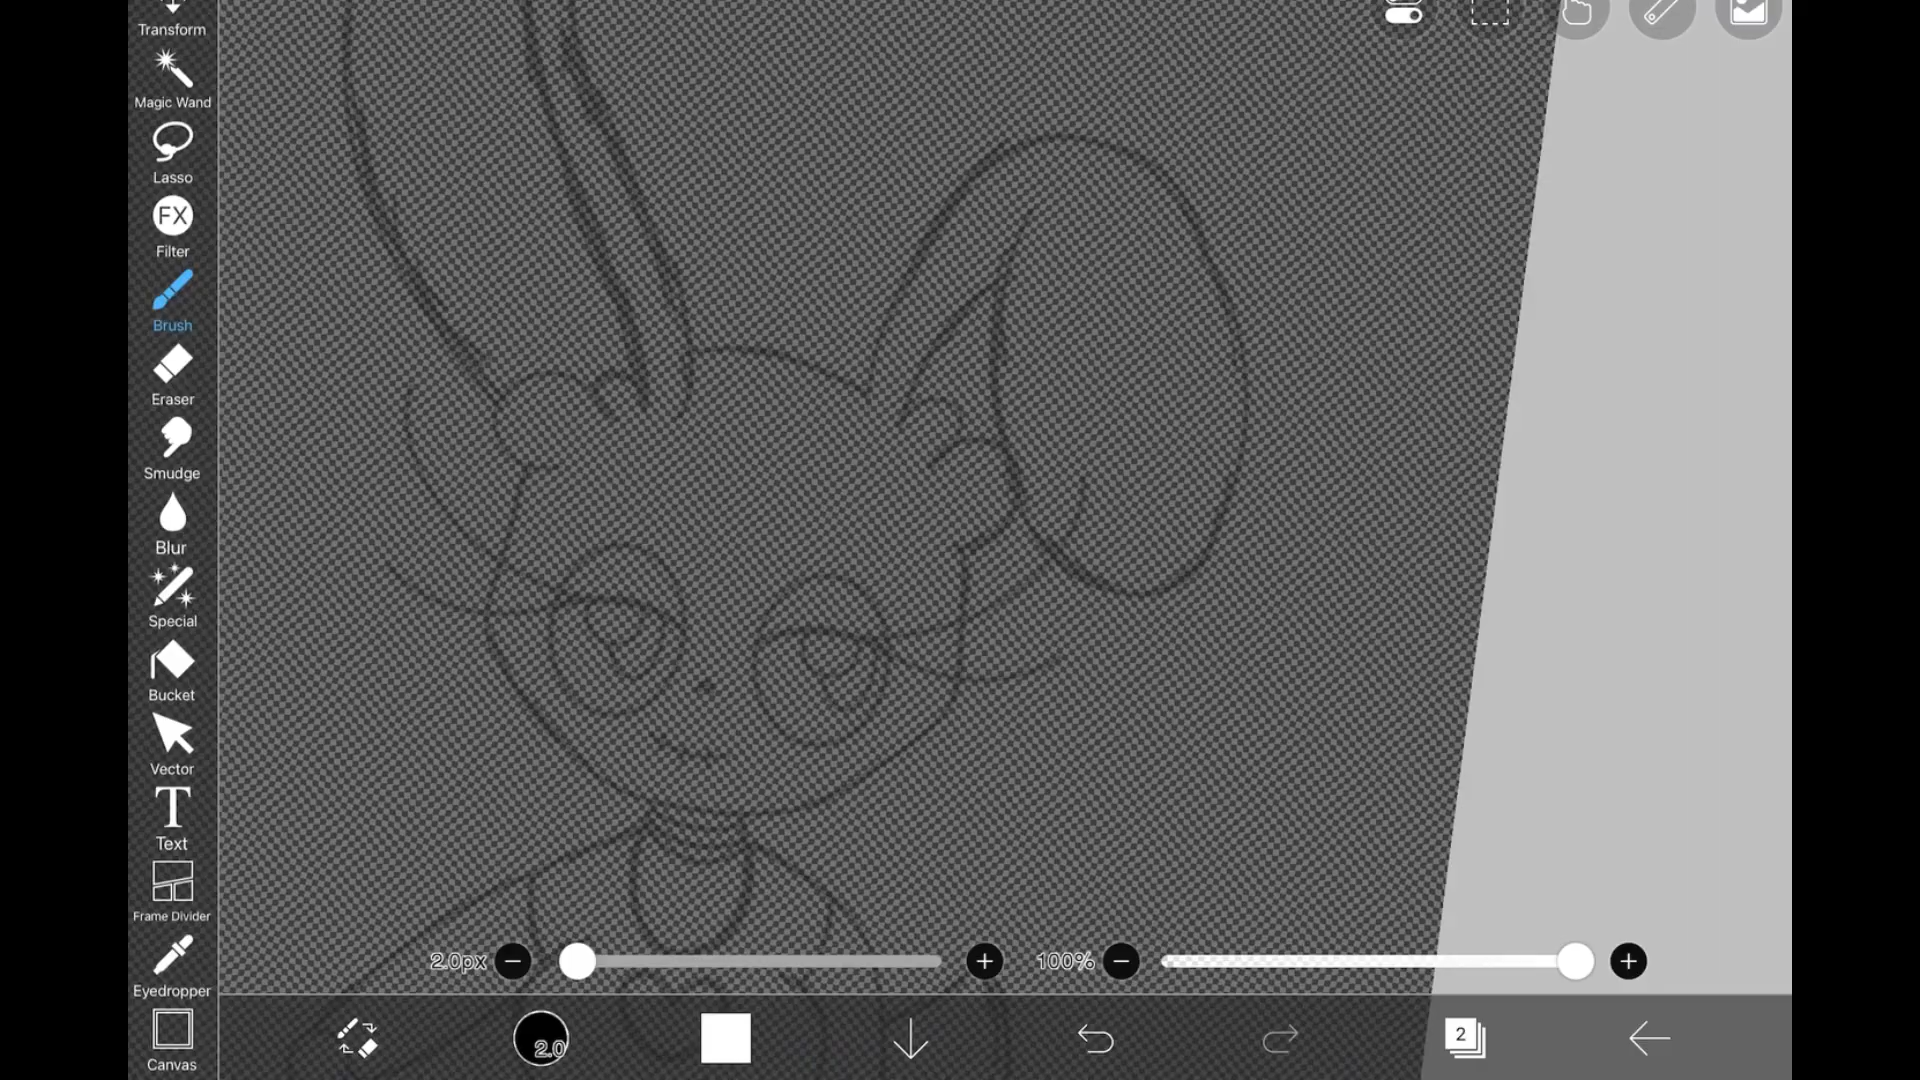 Transform
Magic Wand
Lasso
FX
Filter
Brush
Eraser
Smudge
Blur
Special
Bucket
Vector
T
Text
Frame Divider
Eyedropper
Canvas
2.0px
100%
2.0
2